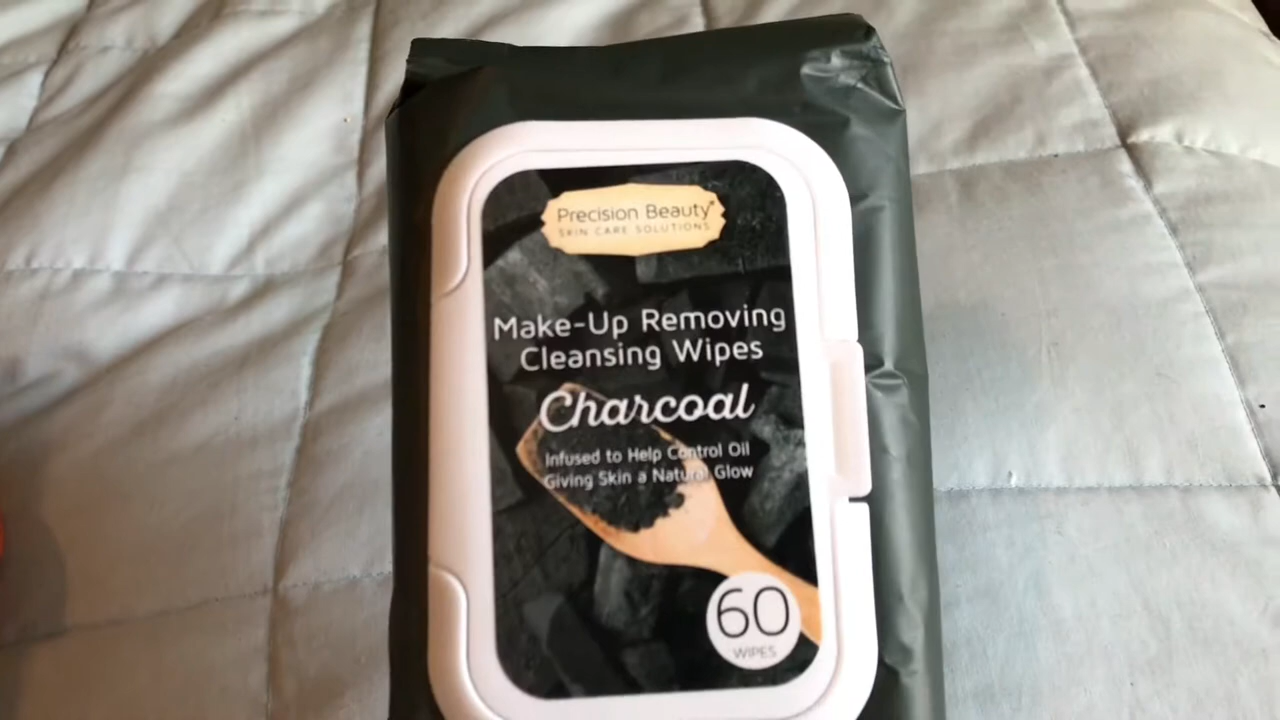 Precision Beauty™
SKIN CARE SOLUTIONS
Make-Up Removing
Cleansing Wipes
Charcoal
Infused to Help Control Oil
Giving Skin a Natural Glow
60
WIPES